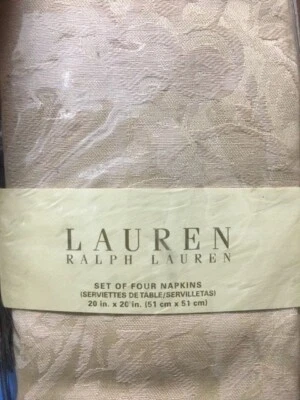 LAUREN
RALPH LAUREN
SET OF FOUR NAPKINS
(SERVIETTES DE TABLE/SERVILLETAS)
20 in. x 20 in. (51 cm x 51 cm)